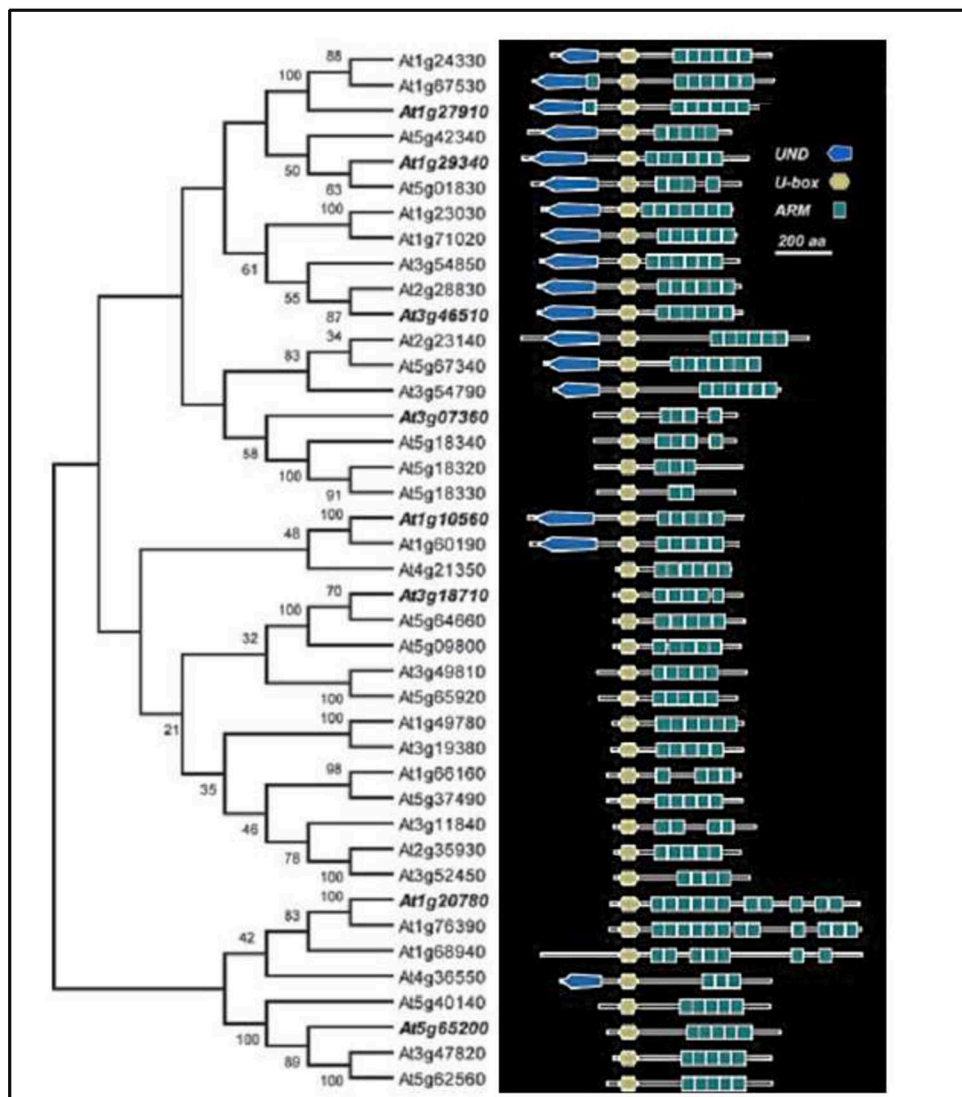 88
At1g24330
100
At1g67530
At1g27910
At5g42340
UND
At1g29340
50
U-box
63
At5g01830
100
At1g23030
ARM
At1g71020
200 aa
61
At3g54850
55
At2g28830
87
At3g46510
34
At2g23140
83
At5g67340
At3g54790
At3g07360
58
At5g18340
100
At5g18320
91
At5g18330
100
At1g10560
48
At1g60190
At4g21350
70
At3g18710
100
At5g64660
32
At5g09800
At3g49810
100
At5g65920
21
100
At1g49780
At3g19380
35
98
At1g66160
At5g37490
46
At3g11840
78
At2g35930
100
At3g52450
100
At1g20780
83
At1g76390
42
At1g68940
At4g36550
At5g40140
100
At5g65200
89
At3g47820
100
At5g62560